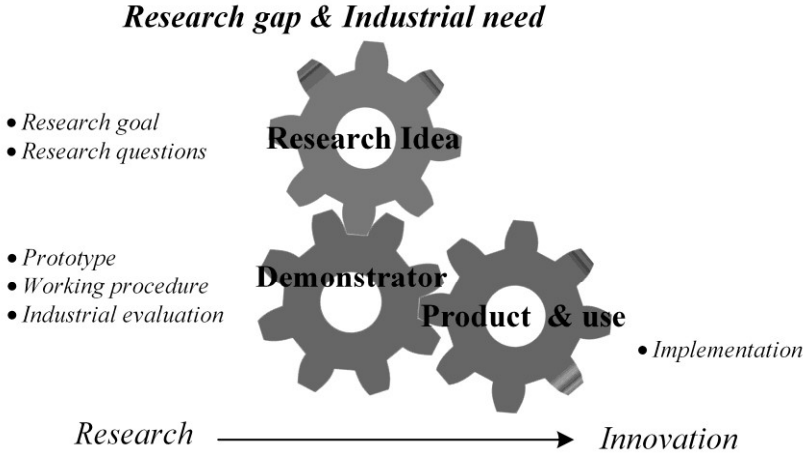 Research gap & Industrial need
• Research goal
• Research questions
Research Idea
• Prototype
• Working procedure
• Industrial evaluation
Demonstrator
Product & use
• Implementation
Research
Innovation